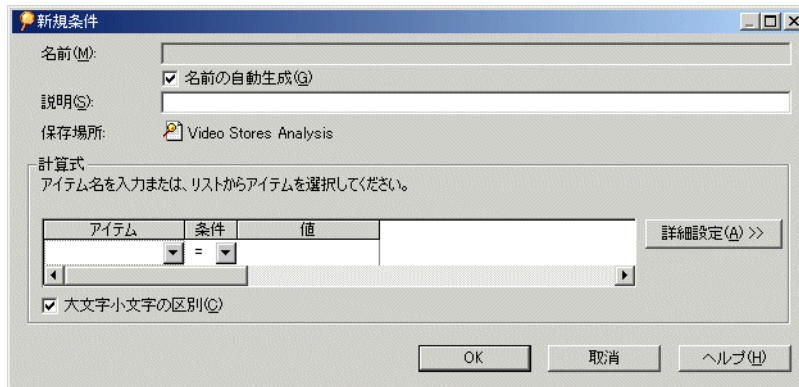 新規条件
名前(M):
名前の自動生成(G)
説明(S):
保存場所: Video Stores Analysis
計算式
アイテム名を入力または、リストからアイテムを選択してください。
アイテム 条件 値
= 詳細設定(A) >>
大文字小文字の区別(C)
OK 取消 ヘルプ(H)